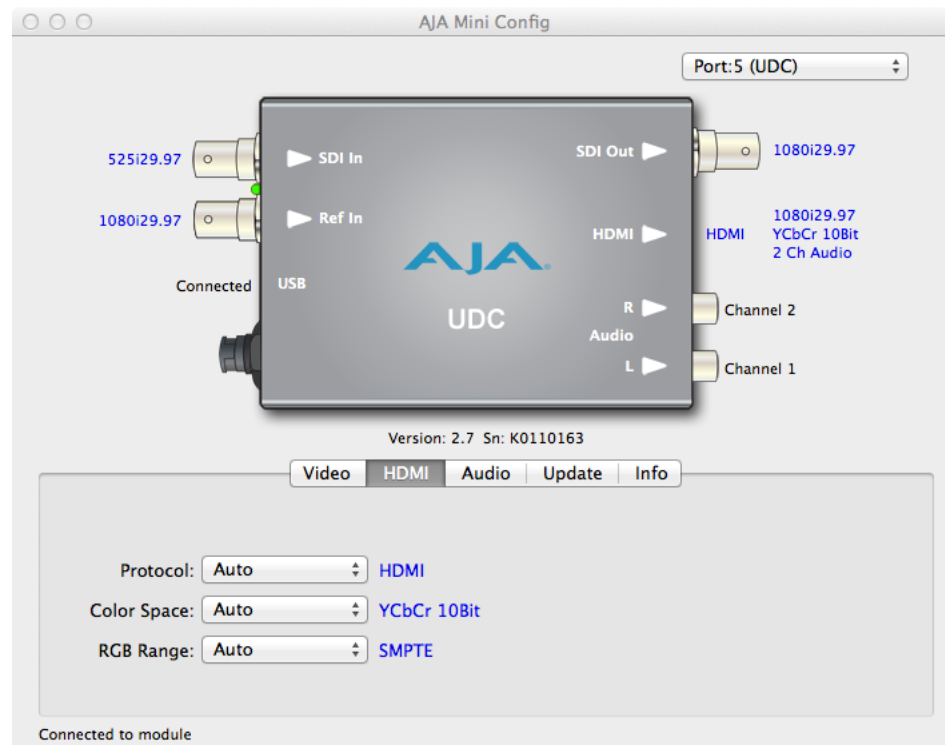 AJA Mini Config
Port:5 (UDC)
525i29.97
SDI In
SDI Out
1080i29.97
1080i29.97
Ref In
HDMI
HDMI
1080i29.97
YCbCr 10Bit
2 Ch Audio
AJA
Connected
USB
UDC
R
Channel 2
Audio
L
Channel 1
Version: 2.7 Sn: K0110163
Video HDMI Audio Update Info
Protocol: Auto HDMI
Color Space: Auto YCbCr 10Bit
RGB Range: Auto SMPTE
Connected to module